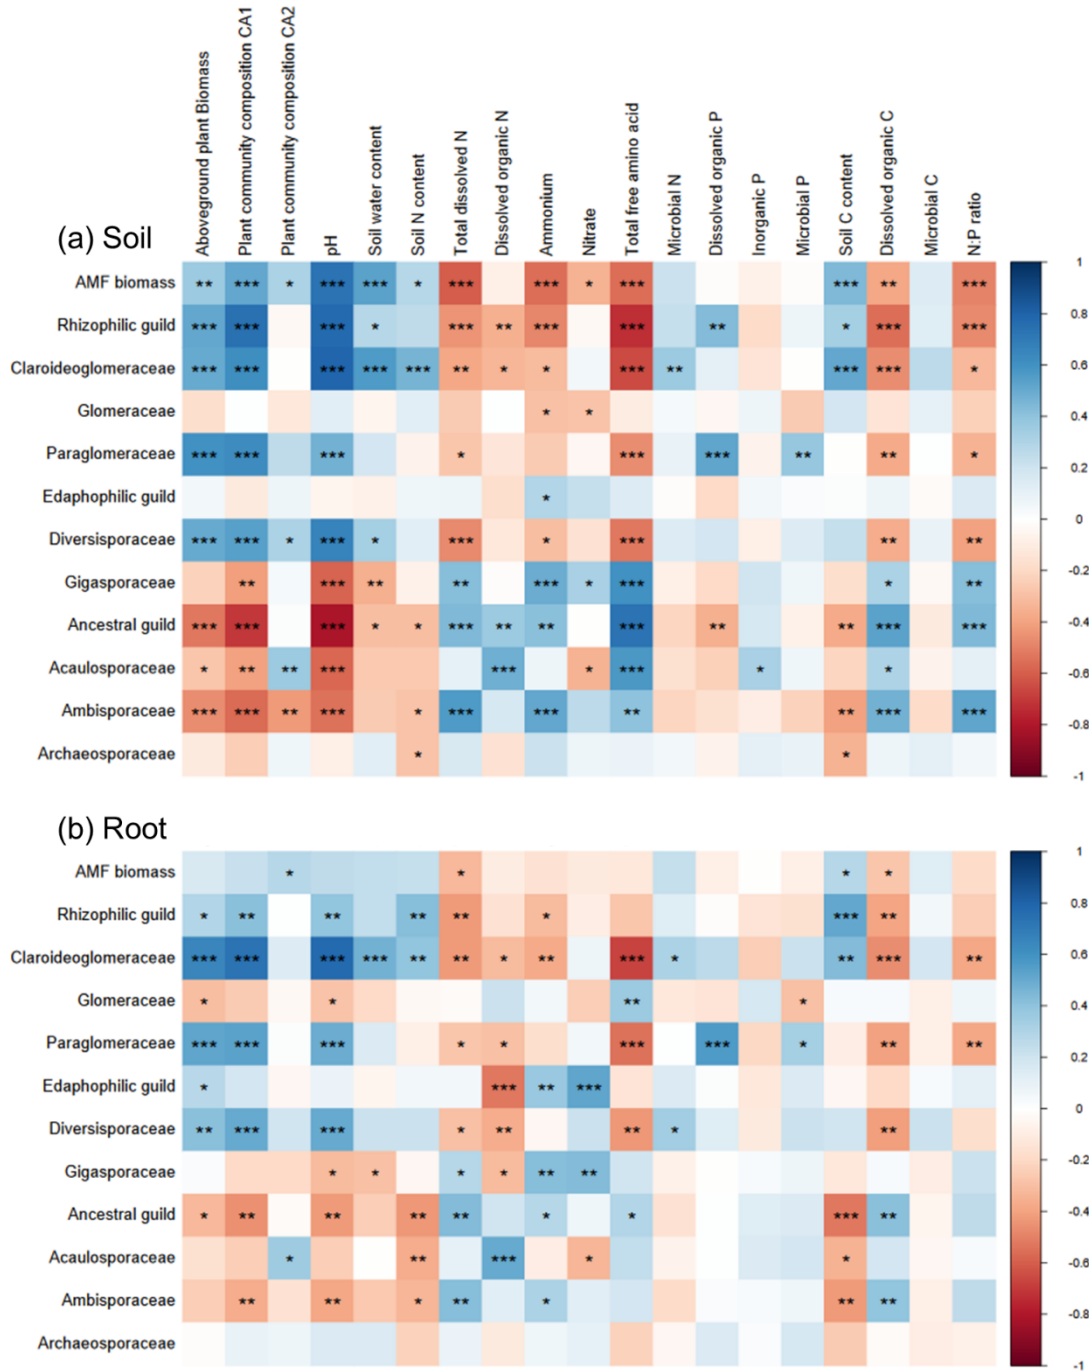 Aboveground plant Biomass
Plant community composition CA1
Plant community composition CA2
pH
Soil water content
Soil N content
Total dissolved N
Dissolved organic N
Ammonium
Nitrate
Total free amino acid
Microbial N
Dissolved organic P
Inorganic P
Microbial P
Soil C content
Dissolved organic C
Microbial C
N:P ratio
(a) Soil
AMF biomass ** *** * *** *** * *** *** * *** *** ** ***
Rhizophilic guild *** *** *** * *** ** *** *** ** * *** ***
Claroideoglomeraceae *** *** *** *** *** ** * * *** ** *** *** *
Glomeraceae * *
Paraglomeraceae *** *** *** * *** *** ** ** *
Edaphophilic guild *
Diversisporaceae *** *** * *** * *** * *** ** **
Gigasporaceae ** *** ** ** *** * *** * **
Ancestral guild *** *** *** * * *** ** ** *** ** ** *** ***
Acaulosporaceae * ** ** *** *** * *** * *
Ambisporaceae *** *** ** *** * *** *** ** ** *** ***
Archaeosporaceae * *
1
0.8
0.6
0.4
0.2
0
-0.2
-0.4
-0.6
-0.8
-1
(b) Root
AMF biomass * * * *
Rhizophilic guild * ** ** ** ** * *** **
Claroideoglomeraceae *** *** *** *** ** ** * ** *** * ** *** **
Glomeraceae * * ** *
Paraglomeraceae *** *** *** * * *** *** * ** **
Edaphophilic guild * *** ** ***
Diversisporaceae ** *** *** * ** ** * **
Gigasporaceae * * * * ** **
Ancestral guild * ** ** ** ** * * *** **
Acaulosporaceae * ** *** * *
Ambisporaceae ** ** * ** * ** **
Archaeosporaceae
1
0.8
0.6
0.4
0.2
0
-0.2
-0.4
-0.6
-0.8
-1